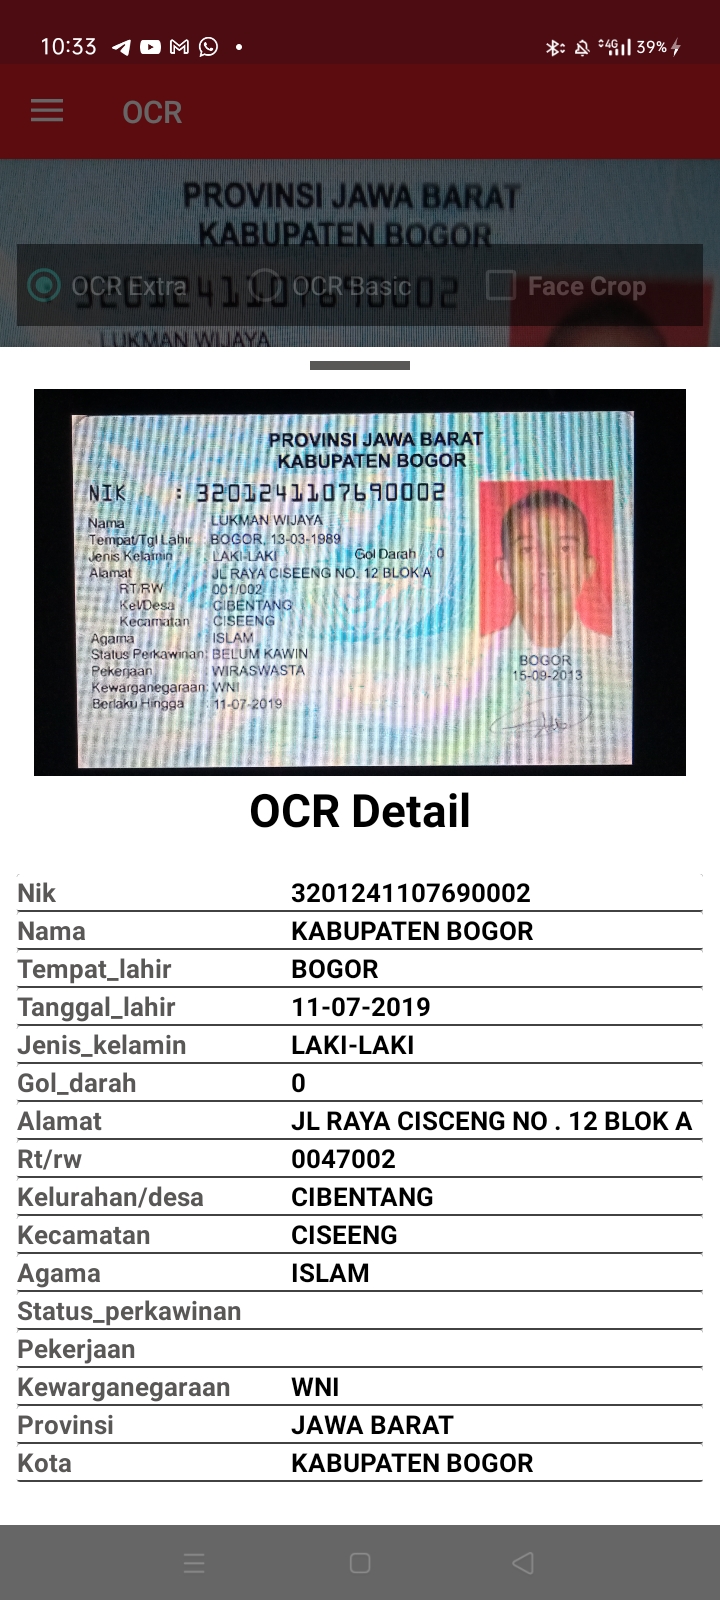 10:33 4G 39%
OCR
PROVINSI JAWA BARAT
KABUPATEN BOGOR
3201241107690002
OCR Extra OCR Basic Face Crop
LUKMAN WIJAYA
PROVINSI JAWA BARAT
KABUPATEN BOGOR
NIK : 3201241107690002
Nama : LUKMAN WIJAYA
Tempat/Tgl Lahir : BOGOR, 13-03-1989
Jenis Kelamin : LAKI-LAKI Gol Darah : 0
Alamat : JL RAYA CISEENG NO. 12 BLOK A
RT/RW : 001/002
Kel/Desa : CIBENTANG
Kecamatan : CISEENG
Agama : ISLAM
Status Perkawinan: BELUM KAWIN
Pekerjaan : WIRASWASTA
Kewarganegaraan: WNI
Berlaku Hingga : 11-07-2019
BOGOR
15-09-2013
OCR Detail
Nik 3201241107690002
Nama KABUPATEN BOGOR
Tempat_lahir BOGOR
Tanggal_lahir 11-07-2019
Jenis_kelamin LAKI-LAKI
Gol_darah 0
Alamat JL RAYA CISCENG NO . 12 BLOK A
Rt/rw 0047002
Kelurahan/desa CIBENTANG
Kecamatan CISEENG
Agama ISLAM
Status_perkawinan
Pekerjaan
Kewarganegaraan WNI
Provinsi JAWA BARAT
Kota KABUPATEN BOGOR